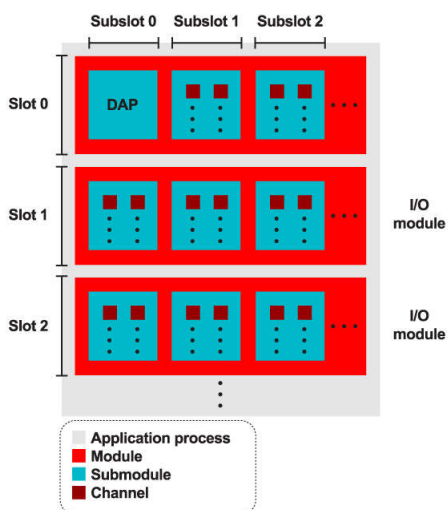 Subslot 0 Subslot 1 Subslot 2
Slot 0
DAP
Slot 1
I/O
module
Slot 2
I/O
module
Application process
Module
Submodule
Channel